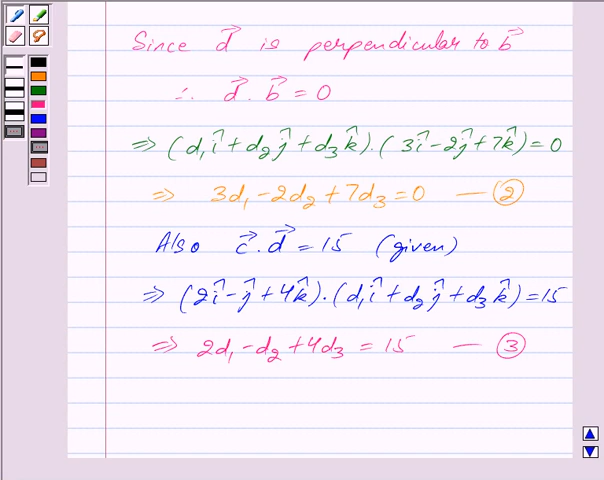 Since d⃗ is perpendicular to b⃗
∴ d⃗ . b⃗ = 0
⇒ (d₁î + d₂ĵ + d₃k̂).(3î - 2ĵ + 7k̂) = 0
⇒ 3d₁ - 2d₂ + 7d₃ = 0 — ②
Also c⃗ . d⃗ = 15 (given)
⇒ (2î - ĵ + 4k̂).(d₁î + d₂ĵ + d₃k̂) = 15
⇒ 2d₁ - d₂ + 4d₃ = 15 — ③